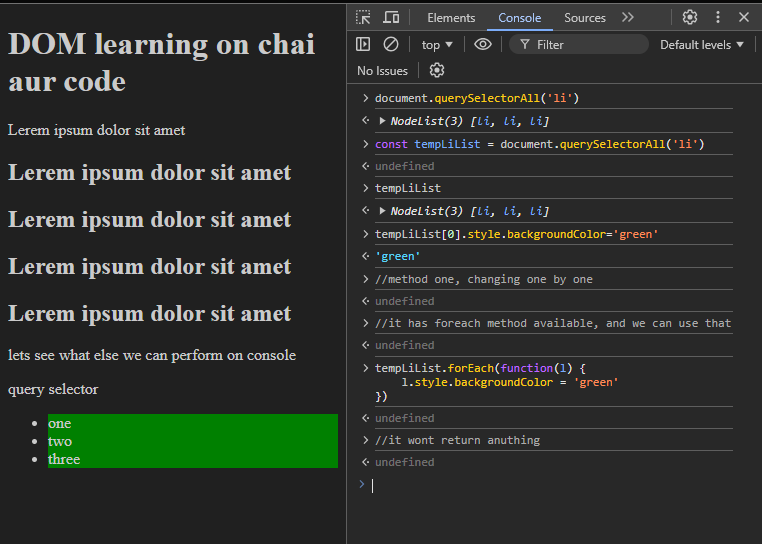 DOM learning on chai
aur code
Lorem ipsum dolor sit amet
Lorem ipsum dolor sit amet
Lorem ipsum dolor sit amet
Lorem ipsum dolor sit amet
Lorem ipsum dolor sit amet
lets see what else we can perform on console
query selector
one
two
three
Elements Console Sources
top Filter Default levels
No Issues
document.querySelectorAll('li')
NodeList(3) [li, li, li]
const tempLiList = document.querySelectorAll('li')
undefined
tempLiList
NodeList(3) [li, li, li]
tempLiList[0].style.backgroundColor='green'
'green'
//method one, changing one by one
undefined
//it has foreach method available, and we can use that
undefined
tempLiList.forEach(function(l) {
    l.style.backgroundColor = 'green'
})
undefined
//it wont return anuthing
undefined